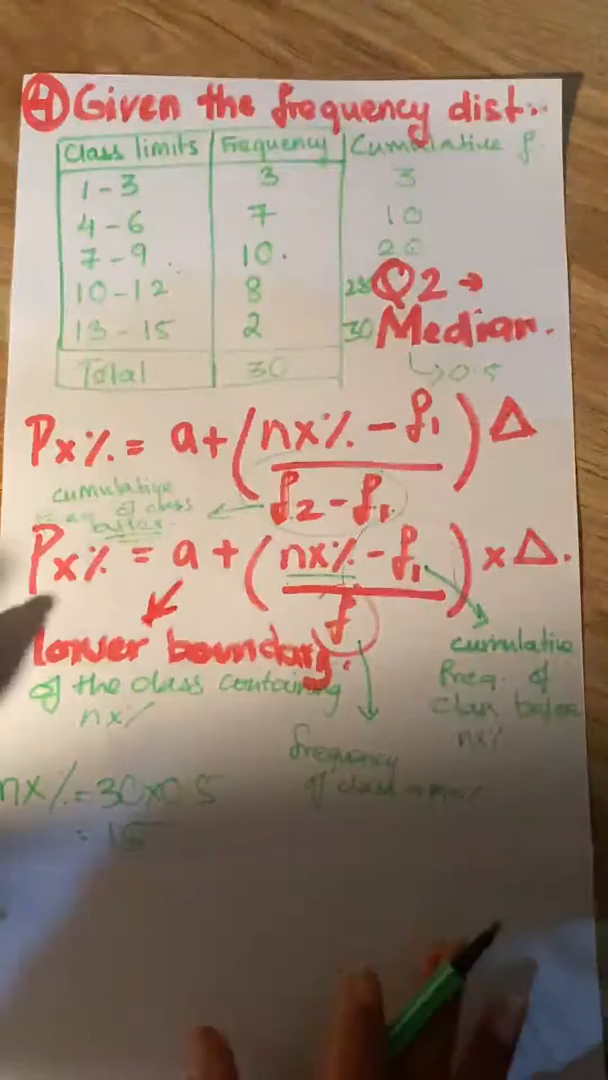 ④ Given the frequency dist..
Class limits Frequency Cumulative f
1-3 3 3
4-6 7 10
7-9 10 20
10-12 8 28
13-15 2 30
Total 30
Q2 →
Median.
↳ 0.5
Px% = a + (nx% - f₁ / f₂ - f₁) Δ
cumulative
of class
Px% = a + (nx% - f₁ / f) x Δ.
lower boundary.
of the class containing
nx%
cumulative
freq. of
class before
nx%
frequency
of class
nx% = 30x0.5
= 15